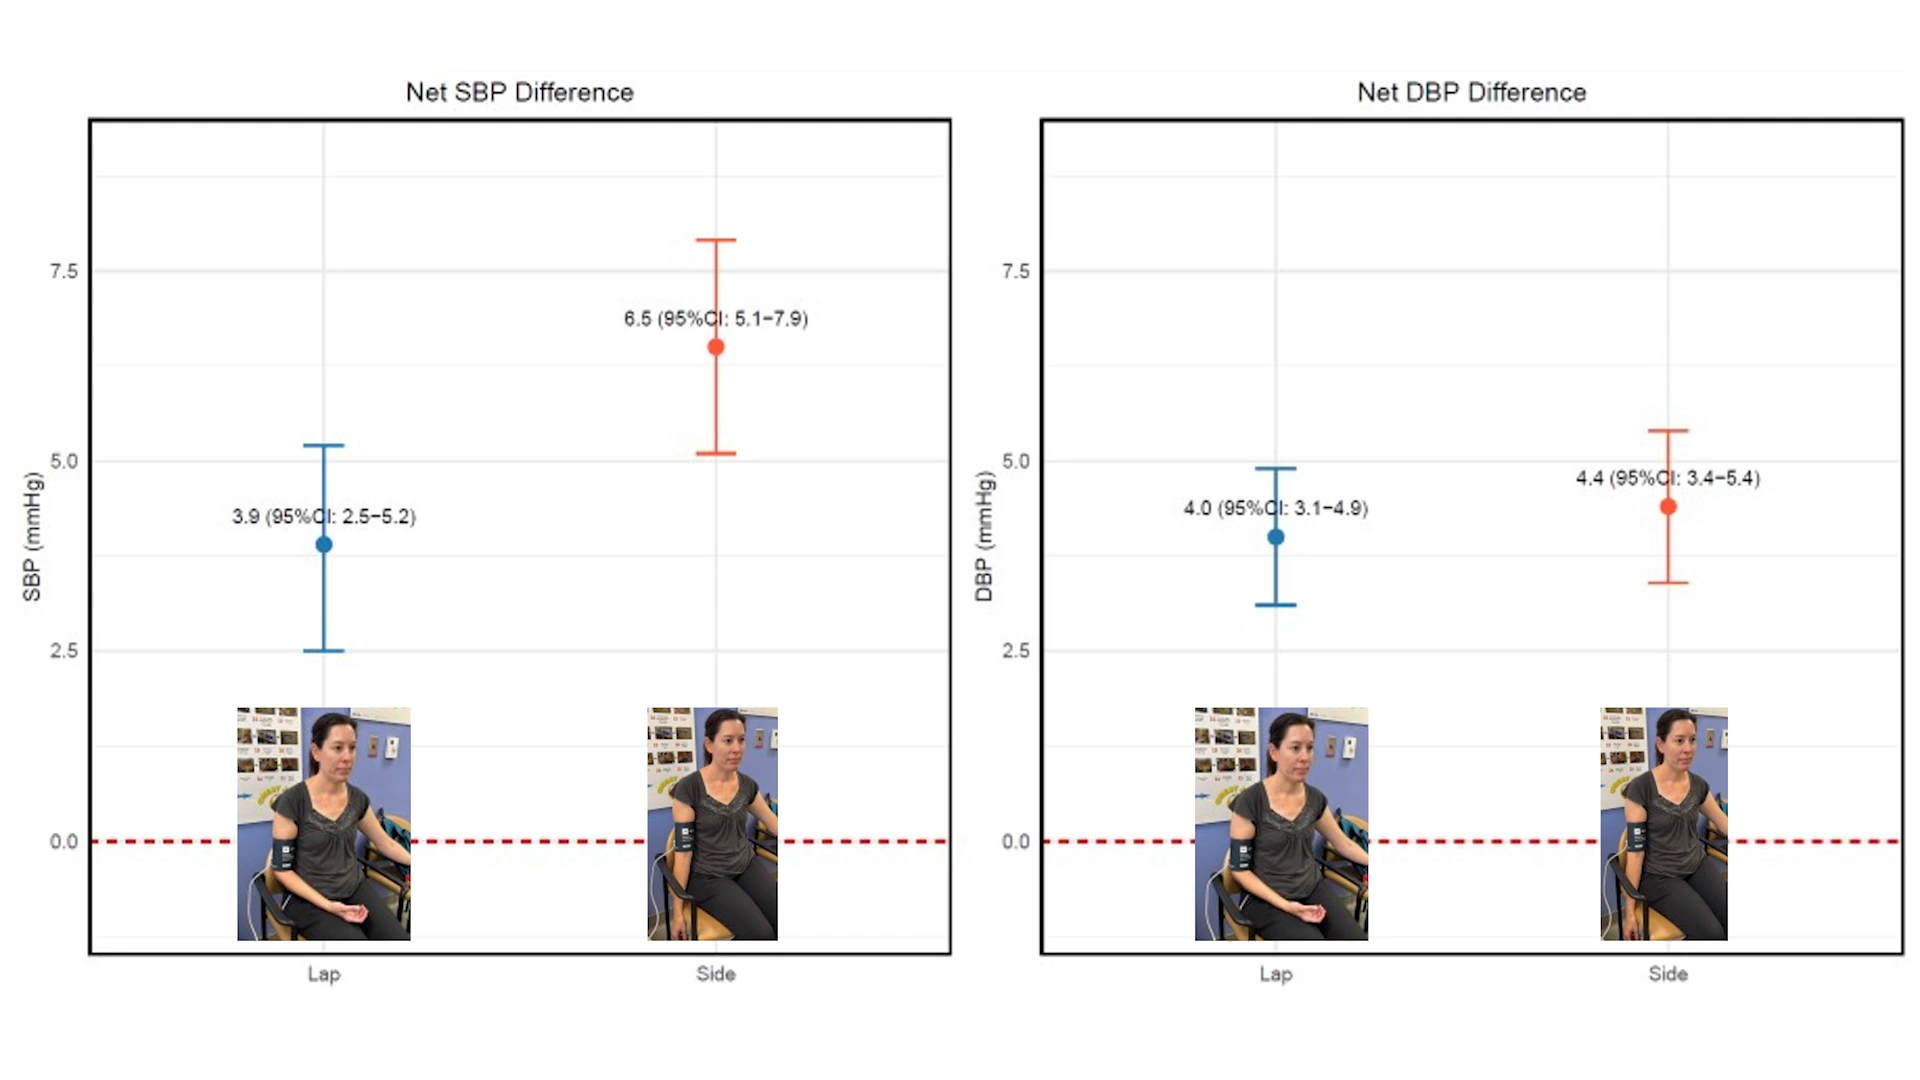 Net SBP Difference
SBP (mmHg)
7.5
5.0
2.5
0.0
6.5 (95%CI: 5.1−7.9)
3.9 (95%CI: 2.5−5.2)
Lap
Side
Net DBP Difference
DBP (mmHg)
7.5
5.0
2.5
0.0
4.4 (95%CI: 3.4−5.4)
4.0 (95%CI: 3.1−4.9)
Lap
Side